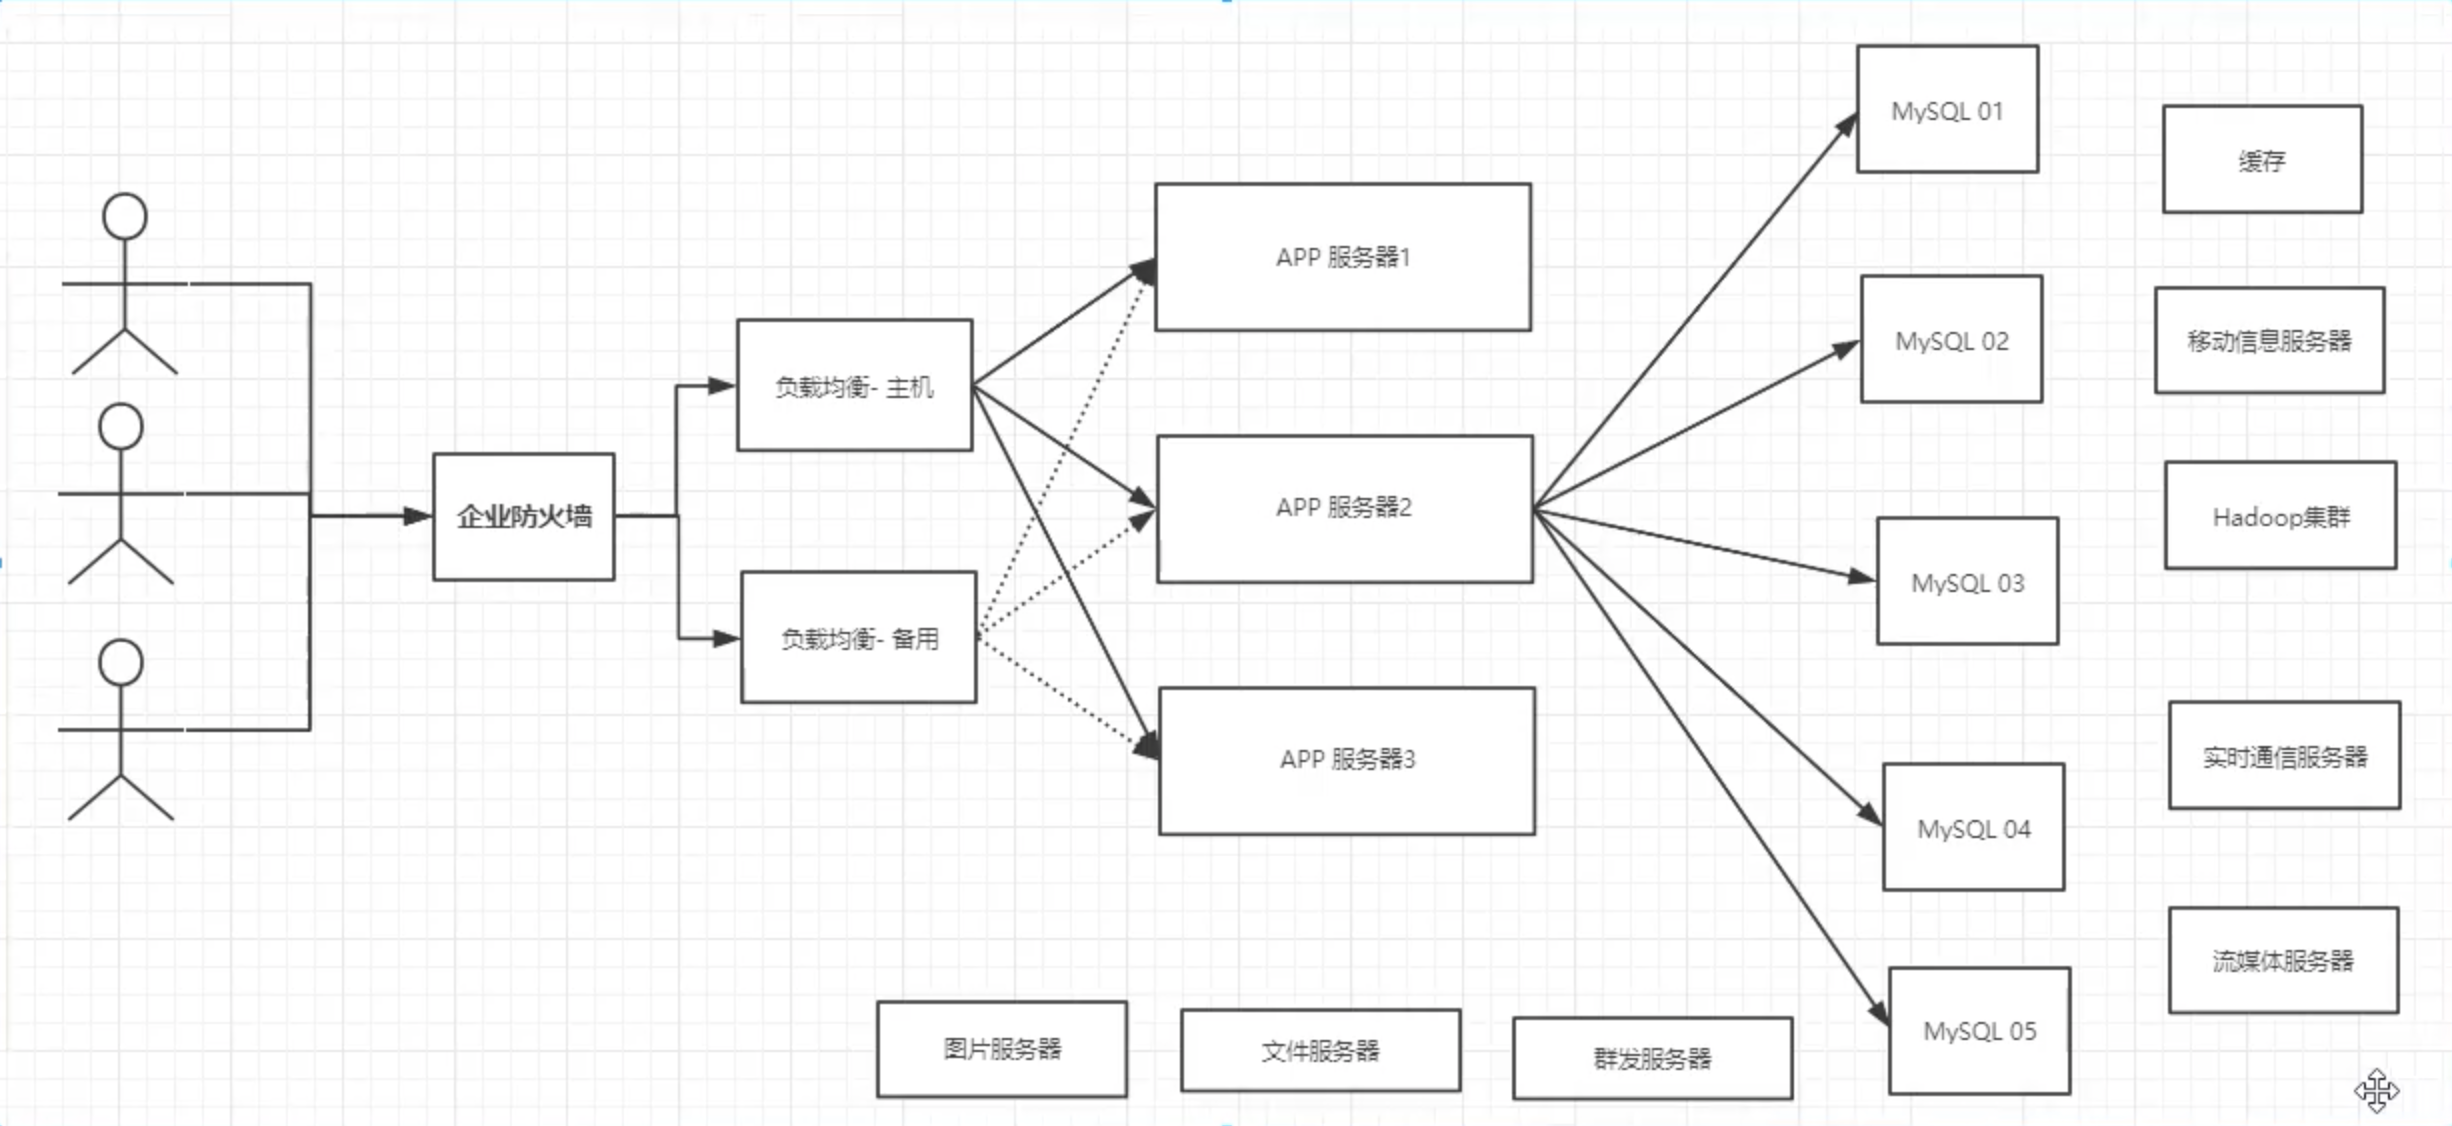 企业防火墙
负载均衡- 主机
负载均衡- 备用
APP 服务器1
APP 服务器2
APP 服务器3
MySQL 01
MySQL 02
MySQL 03
MySQL 04
MySQL 05
缓存
移动信息服务器
Hadoop集群
实时通信服务器
流媒体服务器
图片服务器
文件服务器
群发服务器